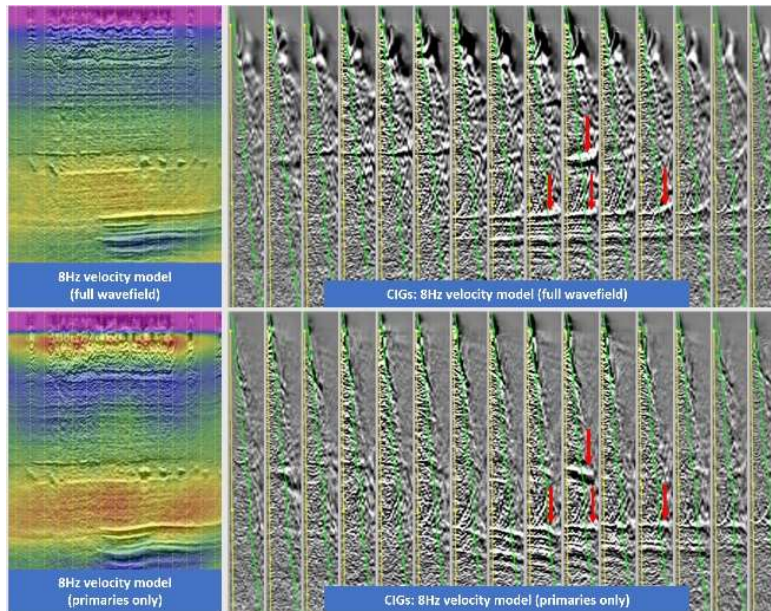 8Hz velocity model
(full wavefield)
CIGs: 8Hz velocity model (full wavefield)
8Hz velocity model
(primaries only)
CIGs: 8Hz velocity model (primaries only)